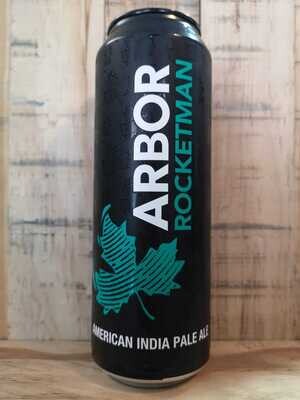 ARBOR
ROCKETMAN
AMERICAN INDIA PALE ALE